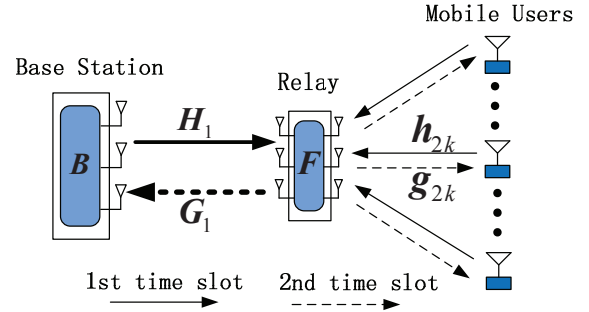 Mobile Users
Base Station
Relay
H1
h2k
B
F
g2k
G1
1st time slot
2nd time slot